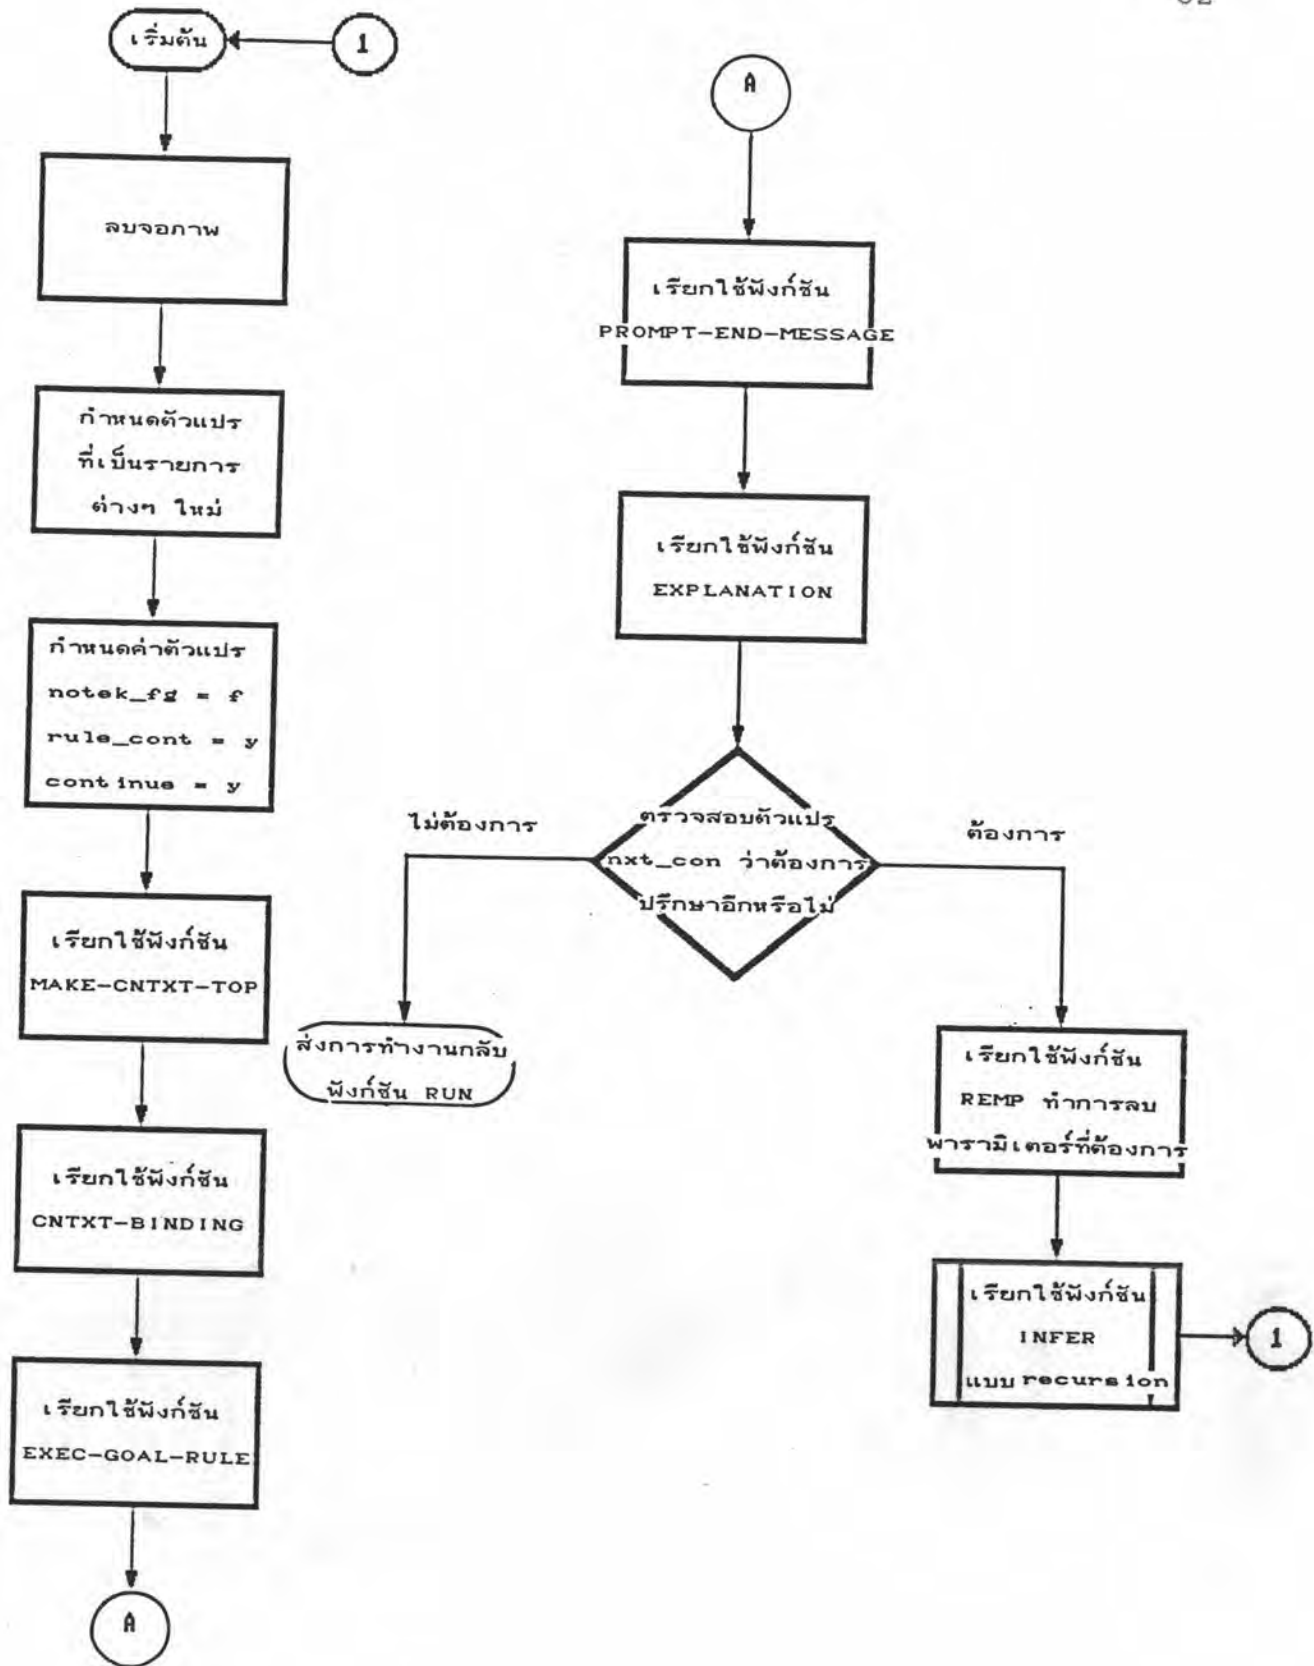 เริ่มต้น
1
ลบจอภาพ
กำหนดตัวแปร
ที่เป็นรายการ
ต่างๆ ใหม่
กำหนดค่าตัวแปร
notek_fg = f
rule_cont = y
continue = y
เรียกใช้ฟังก์ชัน
MAKE-CNTXT-TOP
เรียกใช้ฟังก์ชัน
CNTXT-BINDING
เรียกใช้ฟังก์ชัน
EXEC-GOAL-RULE
A
A
เรียกใช้ฟังก์ชัน
PROMPT-END-MESSAGE
เรียกใช้ฟังก์ชัน
EXPLANATION
ตรวจสอบตัวแปร
nxt_con ว่าต้องการ
ปรึกษาอีกหรือไม่
ไม่ต้องการ
ต้องการ
ส่งการทำงานกลับ
ฟังก์ชัน RUN
เรียกใช้ฟังก์ชัน
REMP ทำการลบ
พารามิเตอร์ที่ต้องการ
เรียกใช้ฟังก์ชัน
INFER
แบบ recursion
1